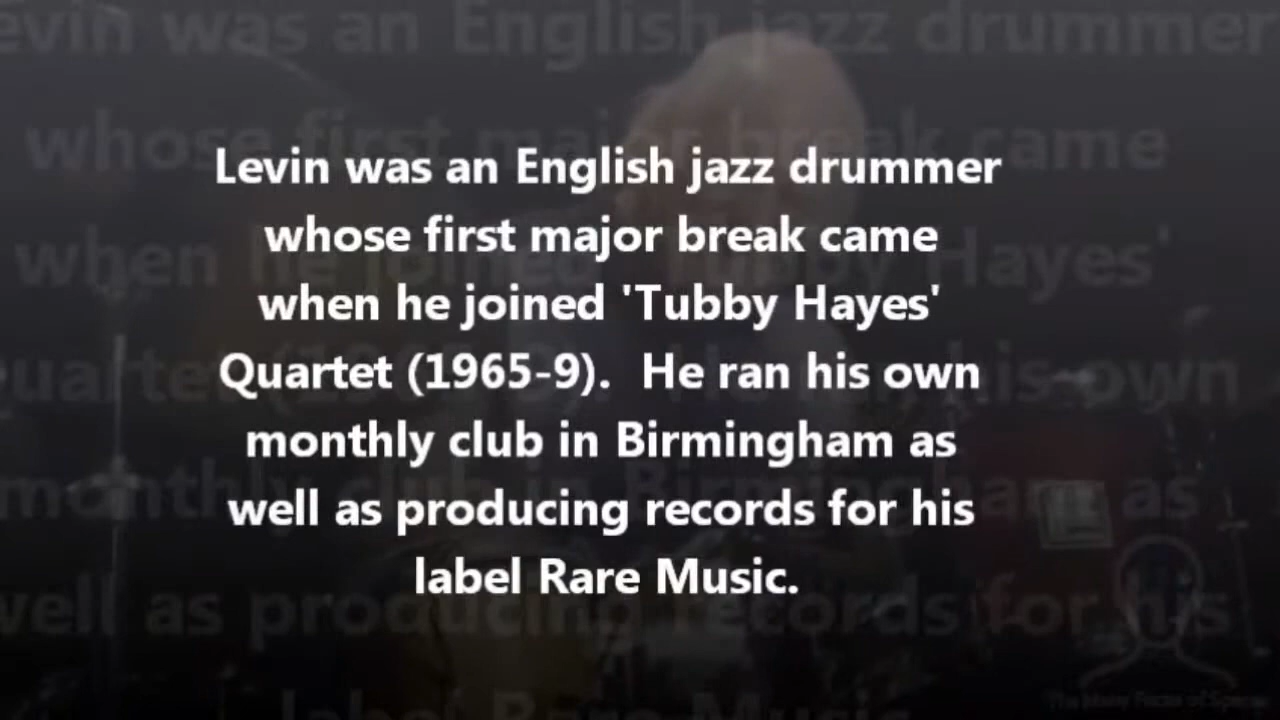 Levin was an English jazz drummer
whose first major break came
when he joined 'Tubby Hayes'
Quartet (1965-9).  He ran his own
monthly club in Birmingham as
well as producing records for his
label Rare Music.